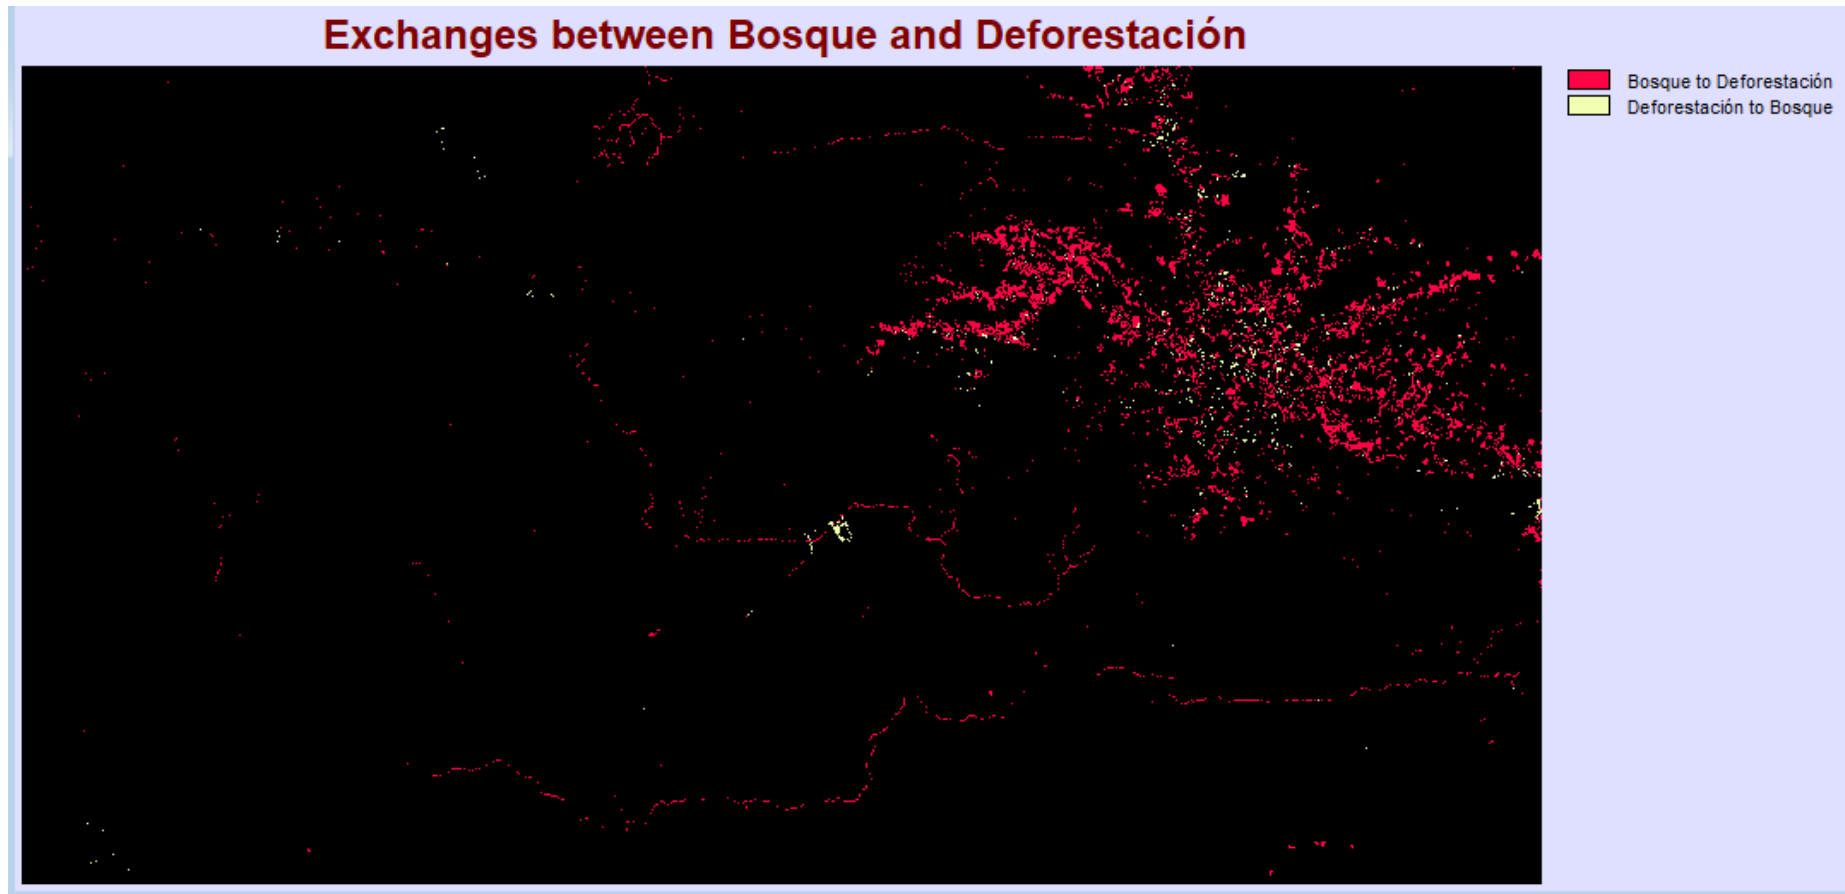 Exchanges between Bosque and Deforestación
Bosque to Deforestación
Deforestación to Bosque